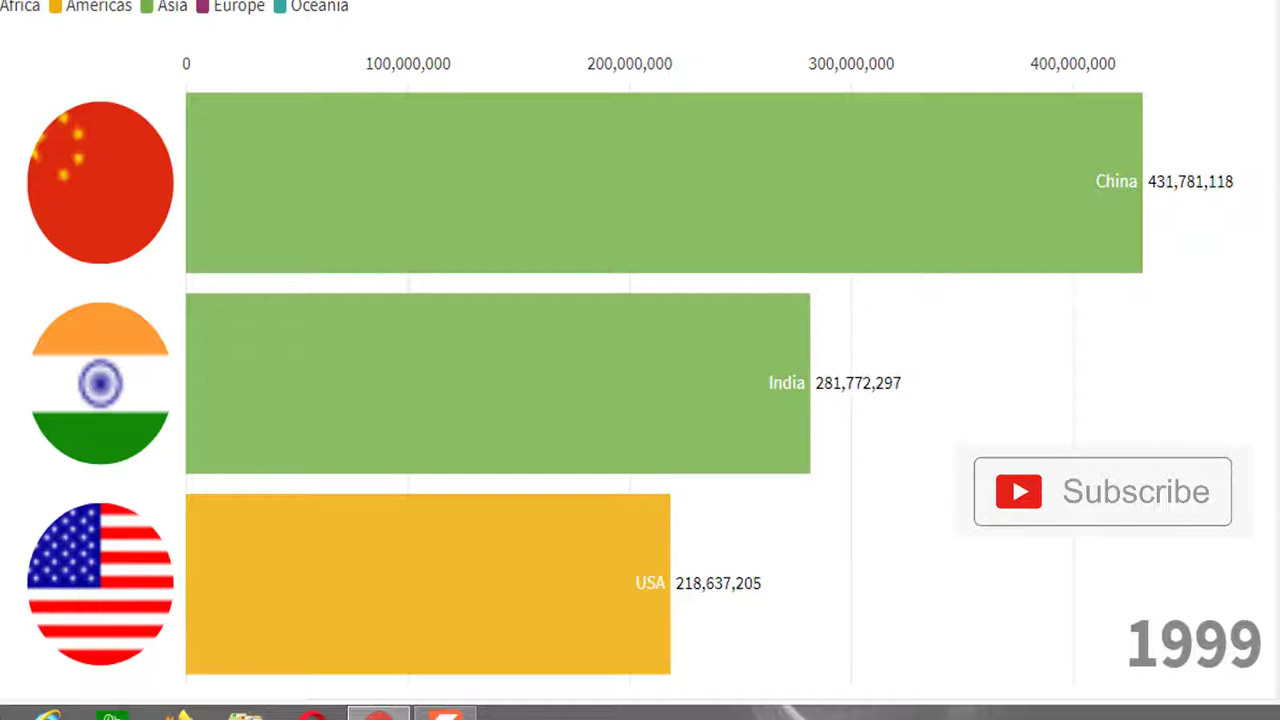 Africa Americas Asia Europe Oceania
0 100,000,000 200,000,000 300,000,000 400,000,000
China 431,781,118
India 281,772,297
Subscribe
USA 218,637,205
1999